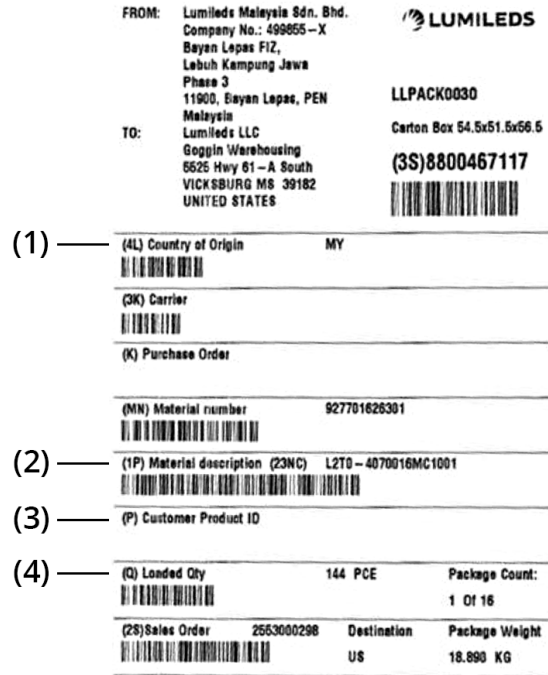 FROM: Lumileds Malaysia Sdn. Bhd.
Company No.: 499855-X
Bayan Lepas FIZ,
Lebuh Kampung Jawa
Phase 3
11900, Bayan Lepas, PEN
Malaysia
TO: Lumileds LLC
Goggin Warehousing
5525 Hwy 61-A South
VICKSBURG MS 39182
UNITED STATES
LUMILEDS
LLPACK0030
Carton Box 54.5x51.5x56.5
(3S)8800467117
(1) (4L) Country of Origin MY
(3K) Carrier
(K) Purchase Order
(MN) Material number 927701626301
(2) (1P) Material description (23NC) L2T0-4070016MC1001
(3) (P) Customer Product ID
(4) (Q) Loaded Qty 144 PCE Package Count:
1 Of 16
(2S)Sales Order 2553000298 Destination Package Weight
US 18.890 KG